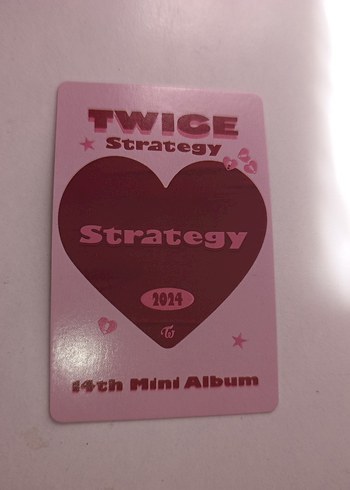 TWICE
Strategy
Strategy
2024
14th Mini Album